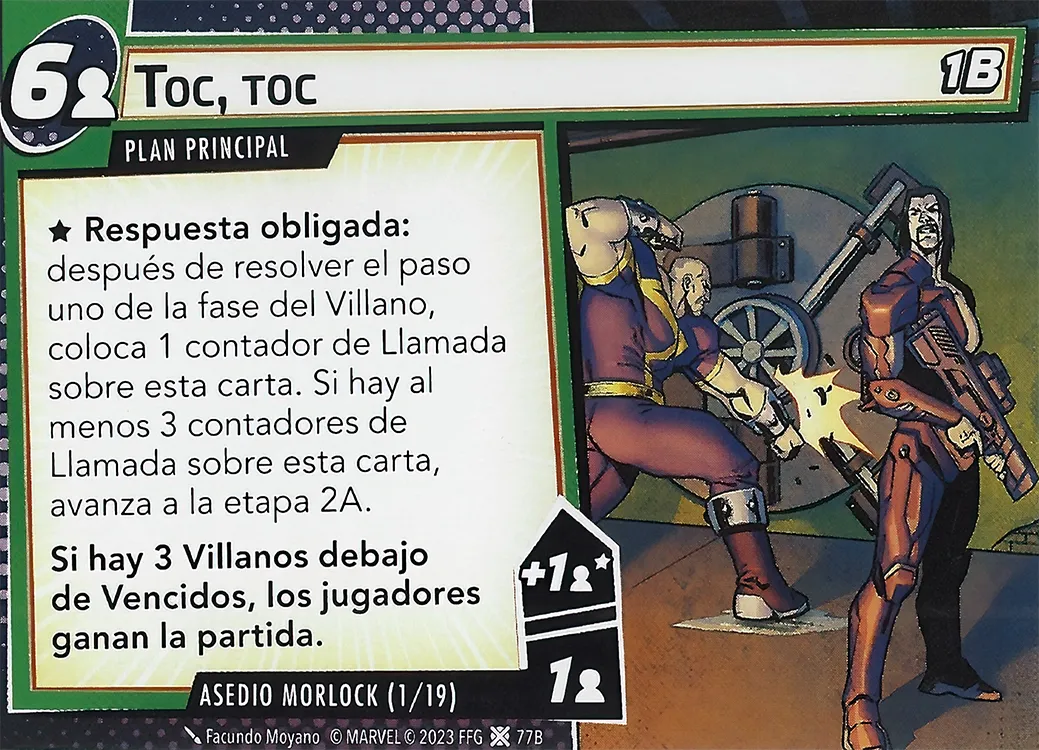 6
Toc, toc
1B
PLAN PRINCIPAL
★ Respuesta obligada:
después de resolver el paso
uno de la fase del Villano,
coloca 1 contador de Llamada
sobre esta carta. Si hay al
menos 3 contadores de
Llamada sobre esta carta,
avanza a la etapa 2A.
Si hay 3 Villanos debajo
de Vencidos, los jugadores
ganan la partida.
+1★
1
ASEDIO MORLOCK (1/19)
Facundo Moyano © MARVEL © 2023 FFG 77B